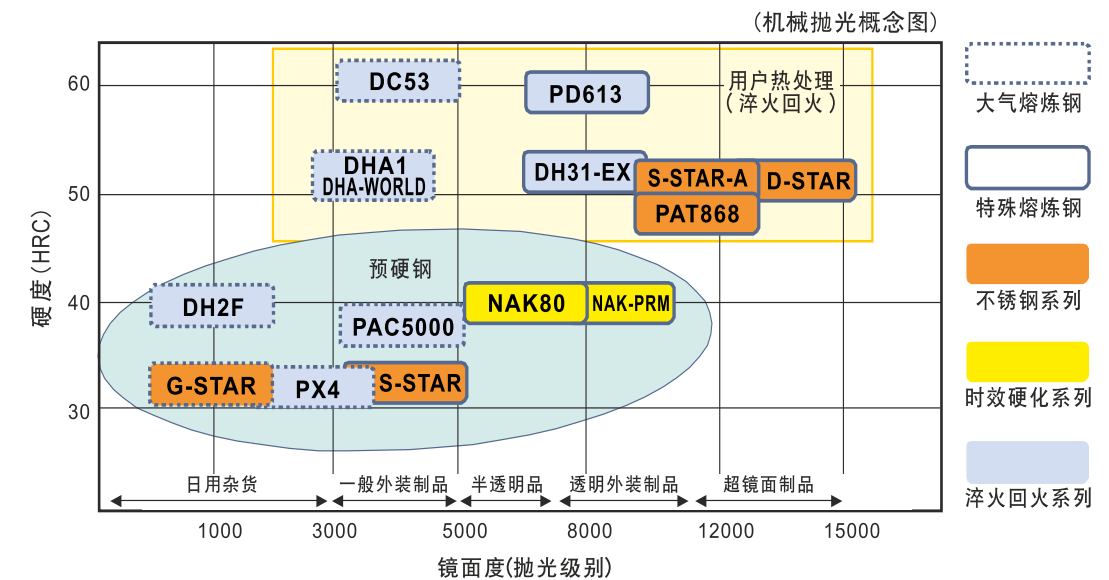 (机械抛光概念图)
60
50
40
30
硬度(HRC)
DC53
PD613
用户热处理
(淬火回火)
DHA1
DHA-WORLD
DH31-EX
S-STAR-A
D-STAR
PAT868
预硬钢
DH2F
PAC5000
NAK80
NAK-PRM
G-STAR
PX4
S-STAR
日用杂货
一般外装制品
半透明品
透明外装制品
超镜面制品
1000
3000
5000
8000
12000
15000
镜面度(抛光级别)
大气熔炼钢
特殊熔炼钢
不锈钢系列
时效硬化系列
淬火回火系列